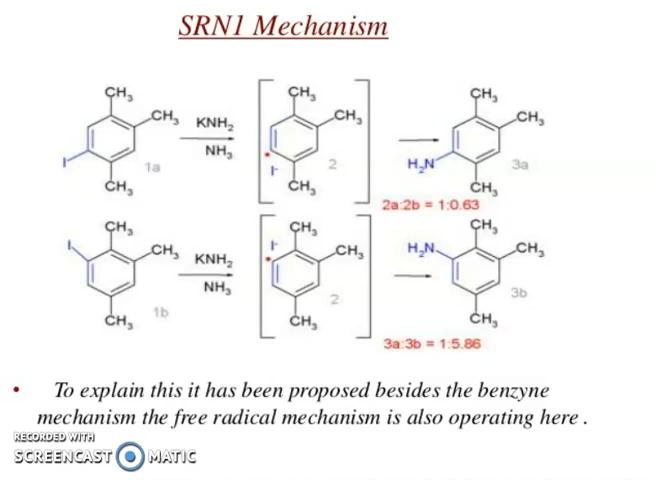 SRN1 Mechanism
CH3
CH3
I
CH3
1a
KNH2
NH3
CH3
CH3
I-
CH3
2
CH3
CH3
H2N
CH3
3a
2a:2b = 1:0.63
CH3
CH3
I
CH3
1b
KNH2
NH3
I-
CH3
CH3
CH3
2
H2N
CH3
CH3
CH3
3b
3a:3b = 1:5.86
• To explain this it has been proposed besides the benzyne
mechanism the free radical mechanism is also operating here .
RECORDED WITH
SCREENCAST MATIC